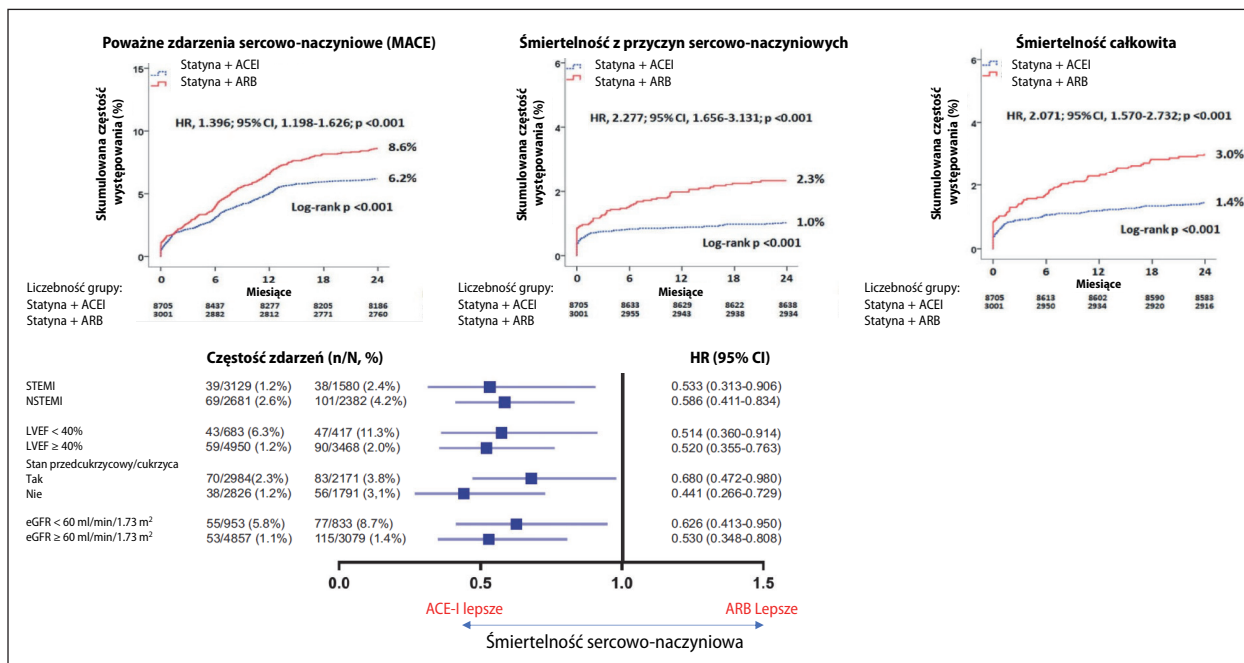 Poważne zdarzenia sercowo-naczyniowe (MACE)
Statyna + ACEI
Statyna + ARB
Skumulowana częstość
występowania (%)
15
10
5
0
HR, 1.396; 95% CI, 1.198-1.626; p <0.001
8.6%
6.2%
Log-rank p <0.001
0 6 12 18 24
Miesiące
Liczebność grupy:
Statyna + ACEI 8705 8437 8277 8205 8186
Statyna + ARB 3001 2882 2812 2771 2760
Śmiertelność z przyczyn sercowo-naczyniowych
Statyna + ACEI
Statyna + ARB
Skumulowana częstość
występowania (%)
6
4
2
0
HR, 2.277; 95% CI, 1.656-3.131; p <0.001
2.3%
1.0%
Log-rank p <0.001
0 6 12 18 24
Miesiące
Liczebność grupy:
Statyna + ACEI 8705 8633 8629 8622 8638
Statyna + ARB 3001 2955 2943 2938 2934
Śmiertelność całkowita
Statyna + ACEI
Statyna + ARB
Skumulowana częstość
występowania (%)
6
4
2
0
HR, 2.071; 95% CI, 1.570-2.732; p <0.001
3.0%
1.4%
Log-rank p <0.001
0 6 12 18 24
Miesiące
Liczebność grupy:
Statyna + ACEI 8705 8613 8602 8590 8583
Statyna + ARB 3001 2950 2934 2920 2916
Częstość zdarzeń (n/N, %) HR (95% CI)
STEMI 39/3129 (1.2%) 38/1580 (2.4%) 0.533 (0.313-0.906)
NSTEMI 69/2681 (2.6%) 101/2382 (4.2%) 0.586 (0.411-0.834)
LVEF < 40% 43/683 (6.3%) 47/417 (11.3%) 0.514 (0.360-0.914)
LVEF ≥ 40% 59/4950 (1.2%) 90/3468 (2.0%) 0.520 (0.355-0.763)
Stan przedcukrzycowy/cukrzyca
Tak 70/2984(2.3%) 83/2171 (3.8%) 0.680 (0.472-0.980)
Nie 38/2826 (1.2%) 56/1791 (3,1%) 0.441 (0.266-0.729)
eGFR < 60 ml/min/1.73 m² 55/953 (5.8%) 77/833 (8.7%) 0.626 (0.413-0.950)
eGFR ≥ 60 ml/min/1.73 m² 53/4857 (1.1%) 115/3079 (1.4%) 0.530 (0.348-0.808)
0.0 0.5 1.0 1.5
ACE-I lepsze ARB Lepsze
Śmiertelność sercowo-naczyniowa